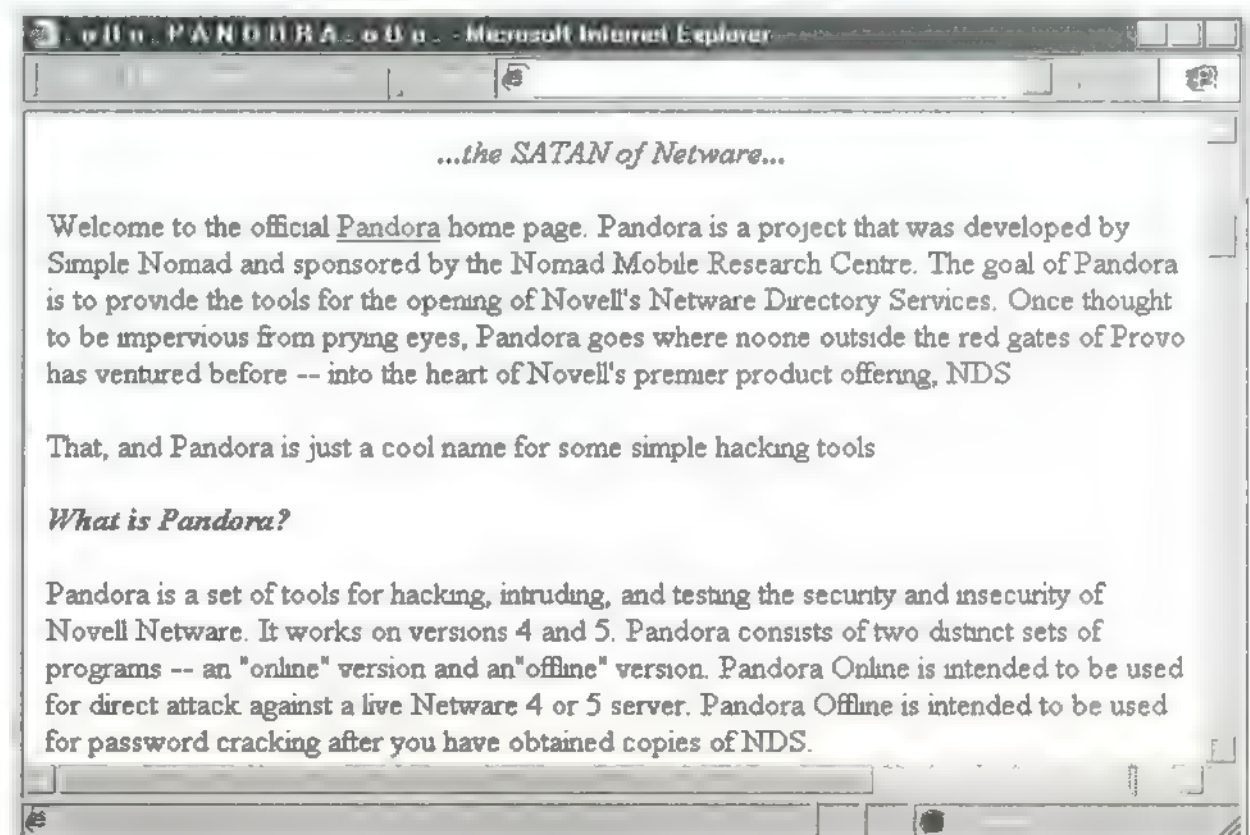 . o O o . P A N D O R A . o O o . - Microsoft Internet Explorer
...the SATAN of Netware...
Welcome to the official Pandora home page. Pandora is a project that was developed by
Simple Nomad and sponsored by the Nomad Mobile Research Centre. The goal of Pandora
is to provide the tools for the opening of Novell's Netware Directory Services. Once thought
to be impervious from prying eyes, Pandora goes where noone outside the red gates of Provo
has ventured before -- into the heart of Novell's premier product offering, NDS
That, and Pandora is just a cool name for some simple hacking tools
What is Pandora?
Pandora is a set of tools for hacking, intruding, and testing the security and insecurity of
Novell Netware. It works on versions 4 and 5. Pandora consists of two distinct sets of
programs -- an "online" version and an"offline" version. Pandora Online is intended to be used
for direct attack against a live Netware 4 or 5 server. Pandora Offline is intended to be used
for password cracking after you have obtained copies of NDS.